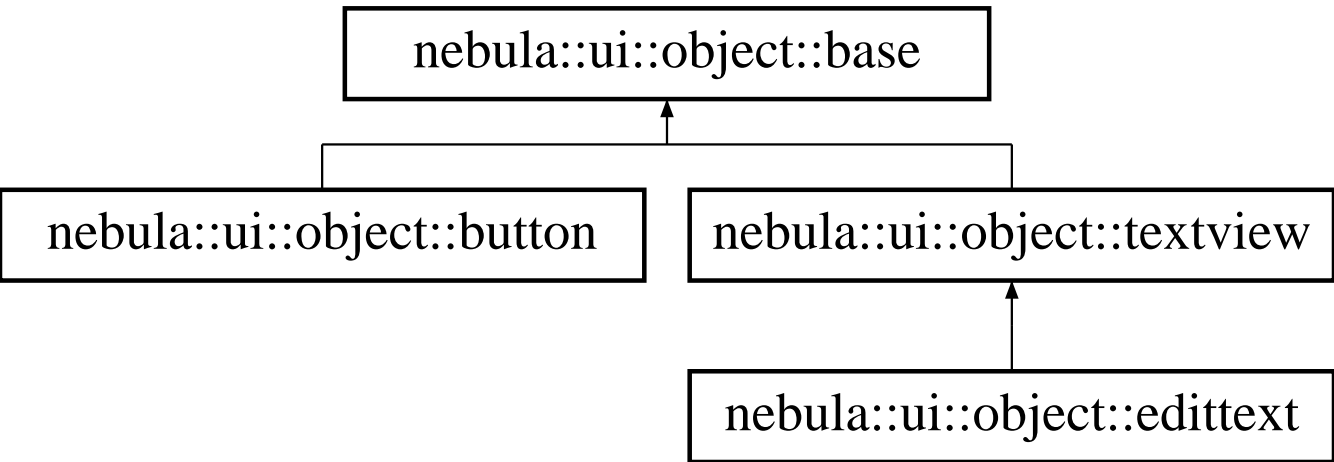 nebula::ui::object::base
nebula::ui::object::button
nebula::ui::object::textview
nebula::ui::object::edittext